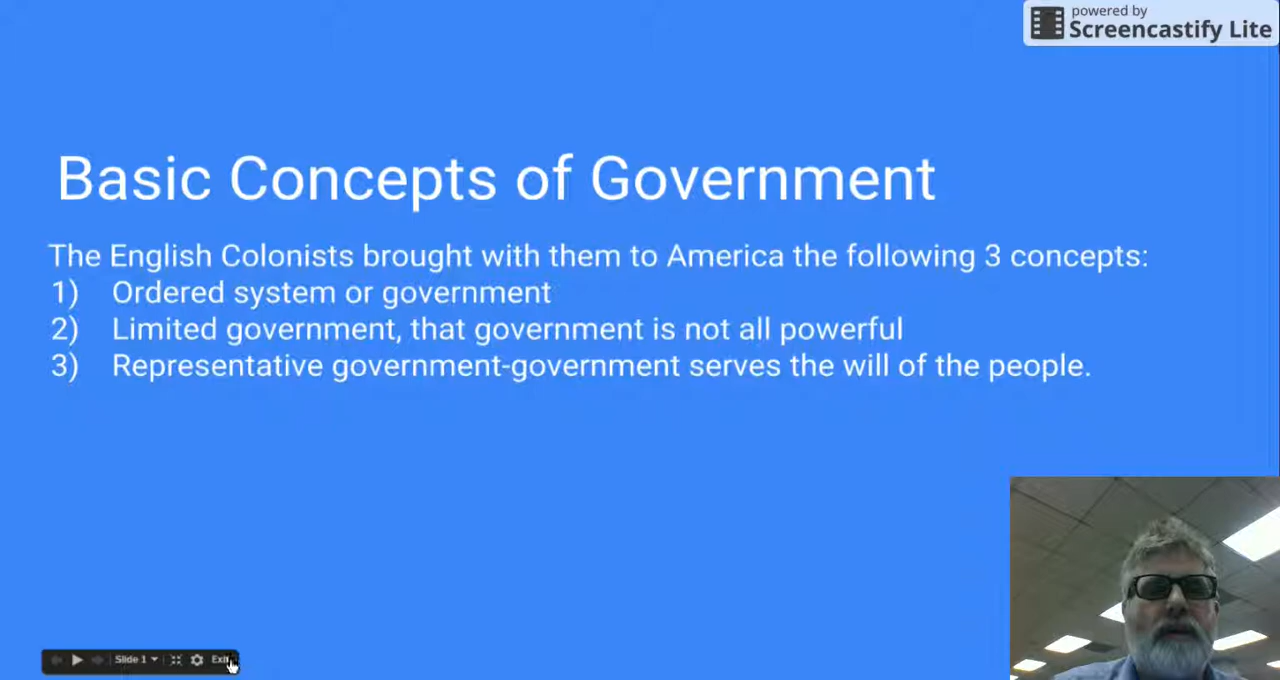 powered by
Screencastify Lite
Basic Concepts of Government
The English Colonists brought with them to America the following 3 concepts:
1) Ordered system or government
2) Limited government, that government is not all powerful
3) Representative government-government serves the will of the people.
Slide 1
Exit